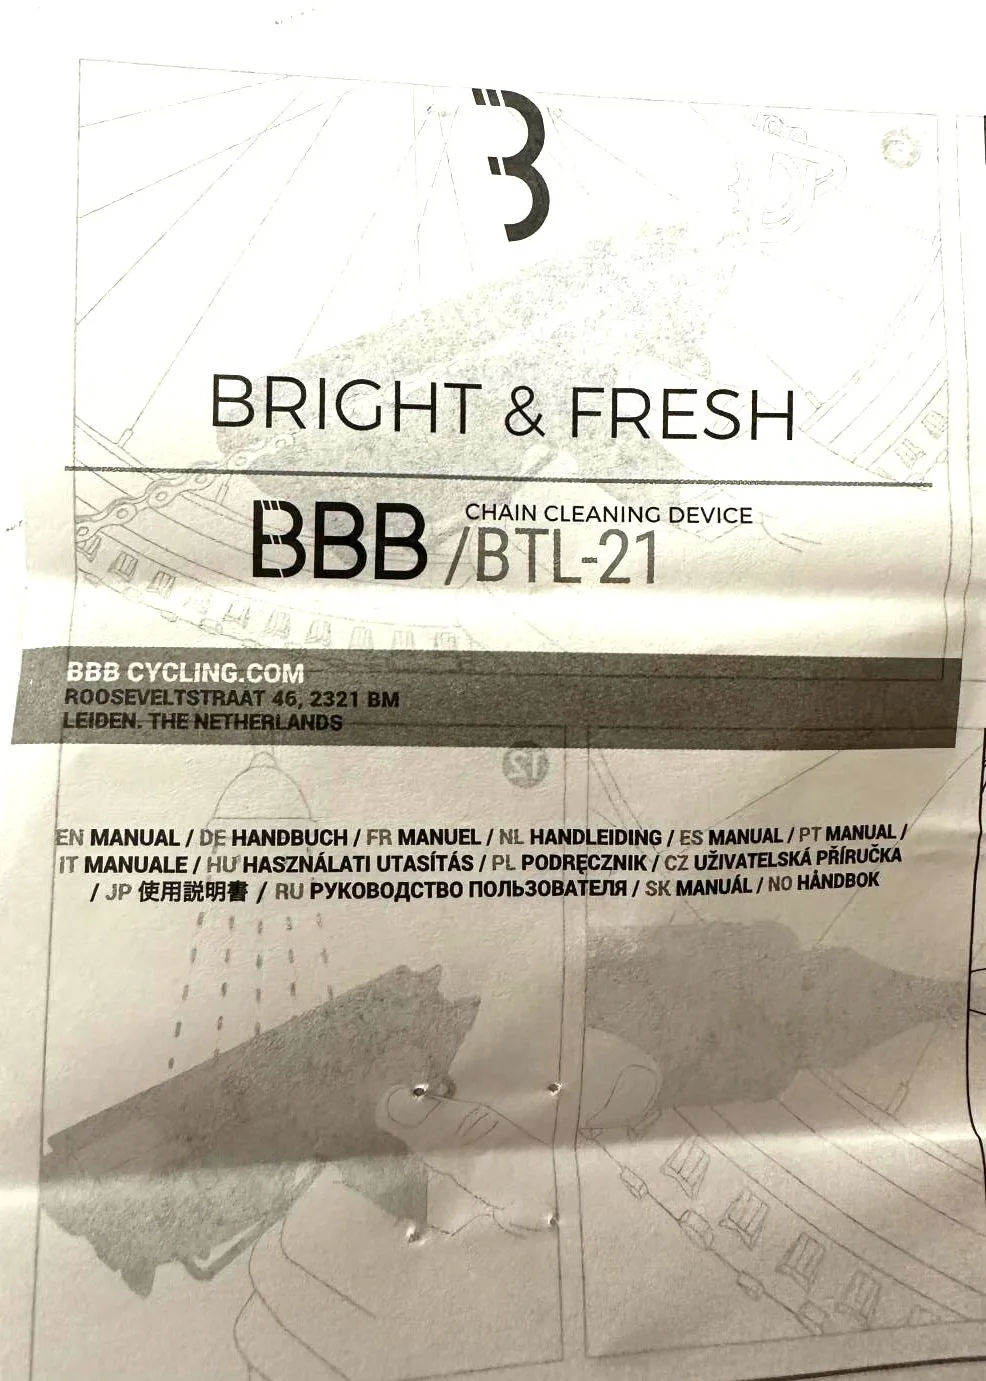 BRIGHT & FRESH
BBB
CHAIN CLEANING DEVICE
/BTL-21
BBB CYCLING.COM
ROOSEVELTSTRAAT 46, 2321 BM
LEIDEN. THE NETHERLANDS
12
EN MANUAL / DE HANDBUCH / FR MANUEL / NL HANDLEIDING / ES MANUAL / PT MANUAL /
IT MANUALE / HU HASZNÁLATI UTASÍTÁS / PL PODRĘCZNIK / CZ UŽIVATELSKÁ PŘÍRUČKA
/ JP 使用説明書 / RU РУКОВОДСТВО ПОЛЬЗОВАТЕЛЯ / SK MANUÁL / NO HÅNDBOK